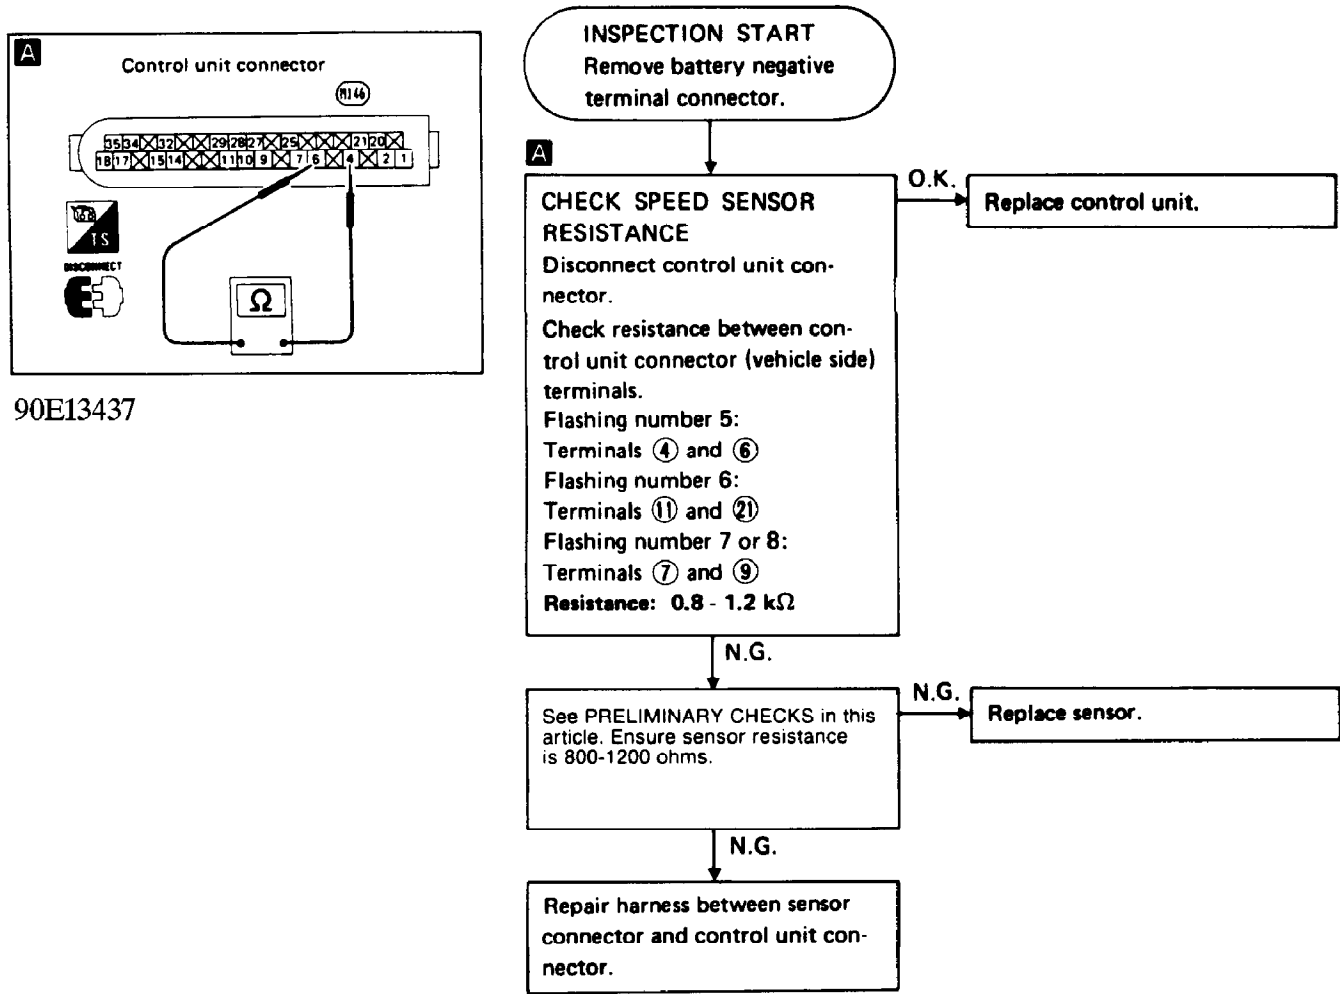 A
Control unit connector
M146
35 34 32 29 28 27 25 21 20
18 17 15 14 11 10 9 7 6 4 2 1
T.S
DISCONNECT
Ω
90E13437
INSPECTION START
Remove battery negative
terminal connector.
A
CHECK SPEED SENSOR
RESISTANCE
Disconnect control unit con-
nector.
Check resistance between con-
trol unit connector (vehicle side)
terminals.
Flashing number 5:
Terminals ④ and ⑥
Flashing number 6:
Terminals ⑪ and ㉑
Flashing number 7 or 8:
Terminals ⑦ and ⑨
Resistance: 0.8 - 1.2 kΩ
O.K.
Replace control unit.
N.G.
See PRELIMINARY CHECKS in this
article. Ensure sensor resistance
is 800-1200 ohms.
N.G.
Replace sensor.
N.G.
Repair harness between sensor
connector and control unit con-
nector.